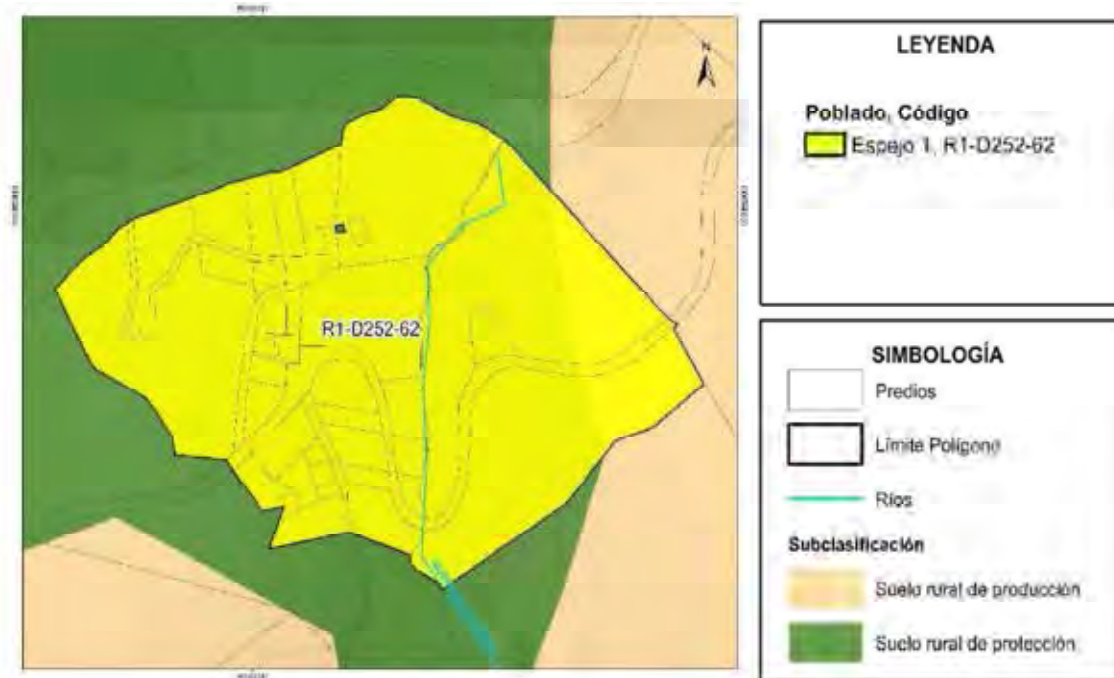 N
R1-D252-62
LEYENDA
Poblado, Código
Espejo 1, R1-D252-62
SIMBOLOGÍA
Predios
Límite Polígono
Ríos
Subclasificación
Suelo rural de producción
Suelo rural de protección